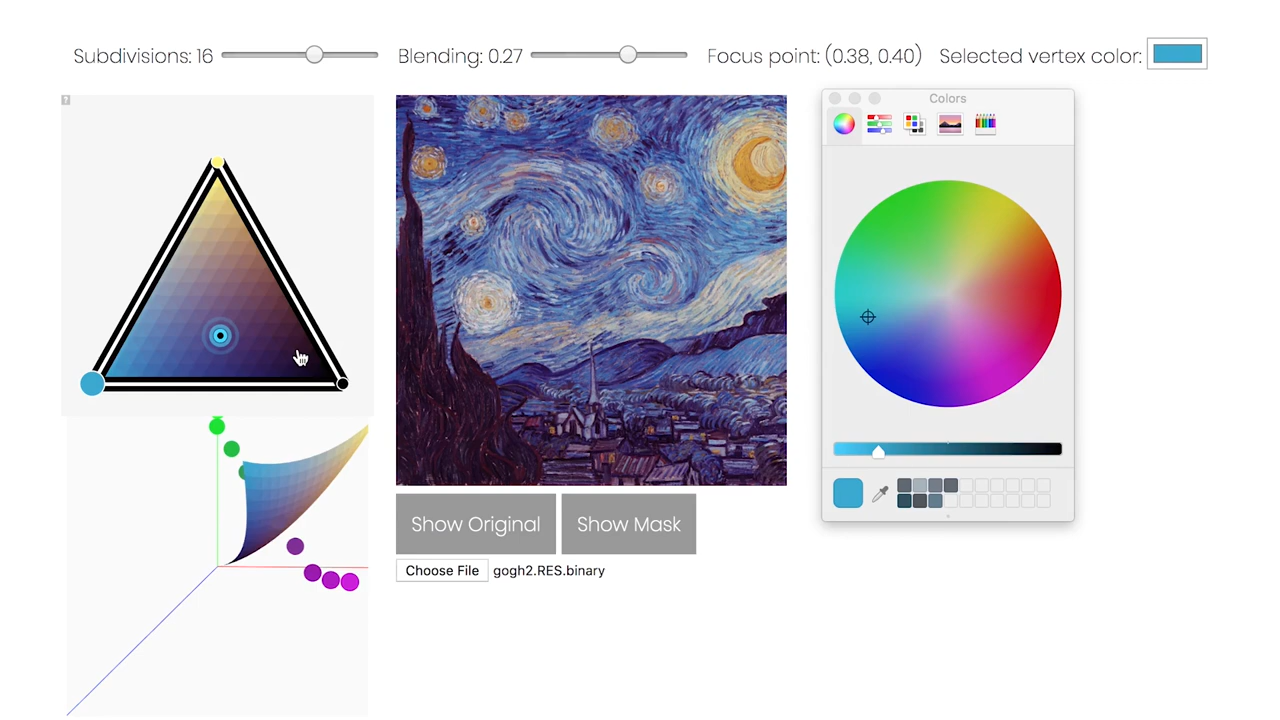 Subdivisions: 16
Blending: 0.27
Focus point: (0.38, 0.40)
Selected vertex color:
?
Colors
Show Original
Show Mask
Choose File
gogh2.RES.binary